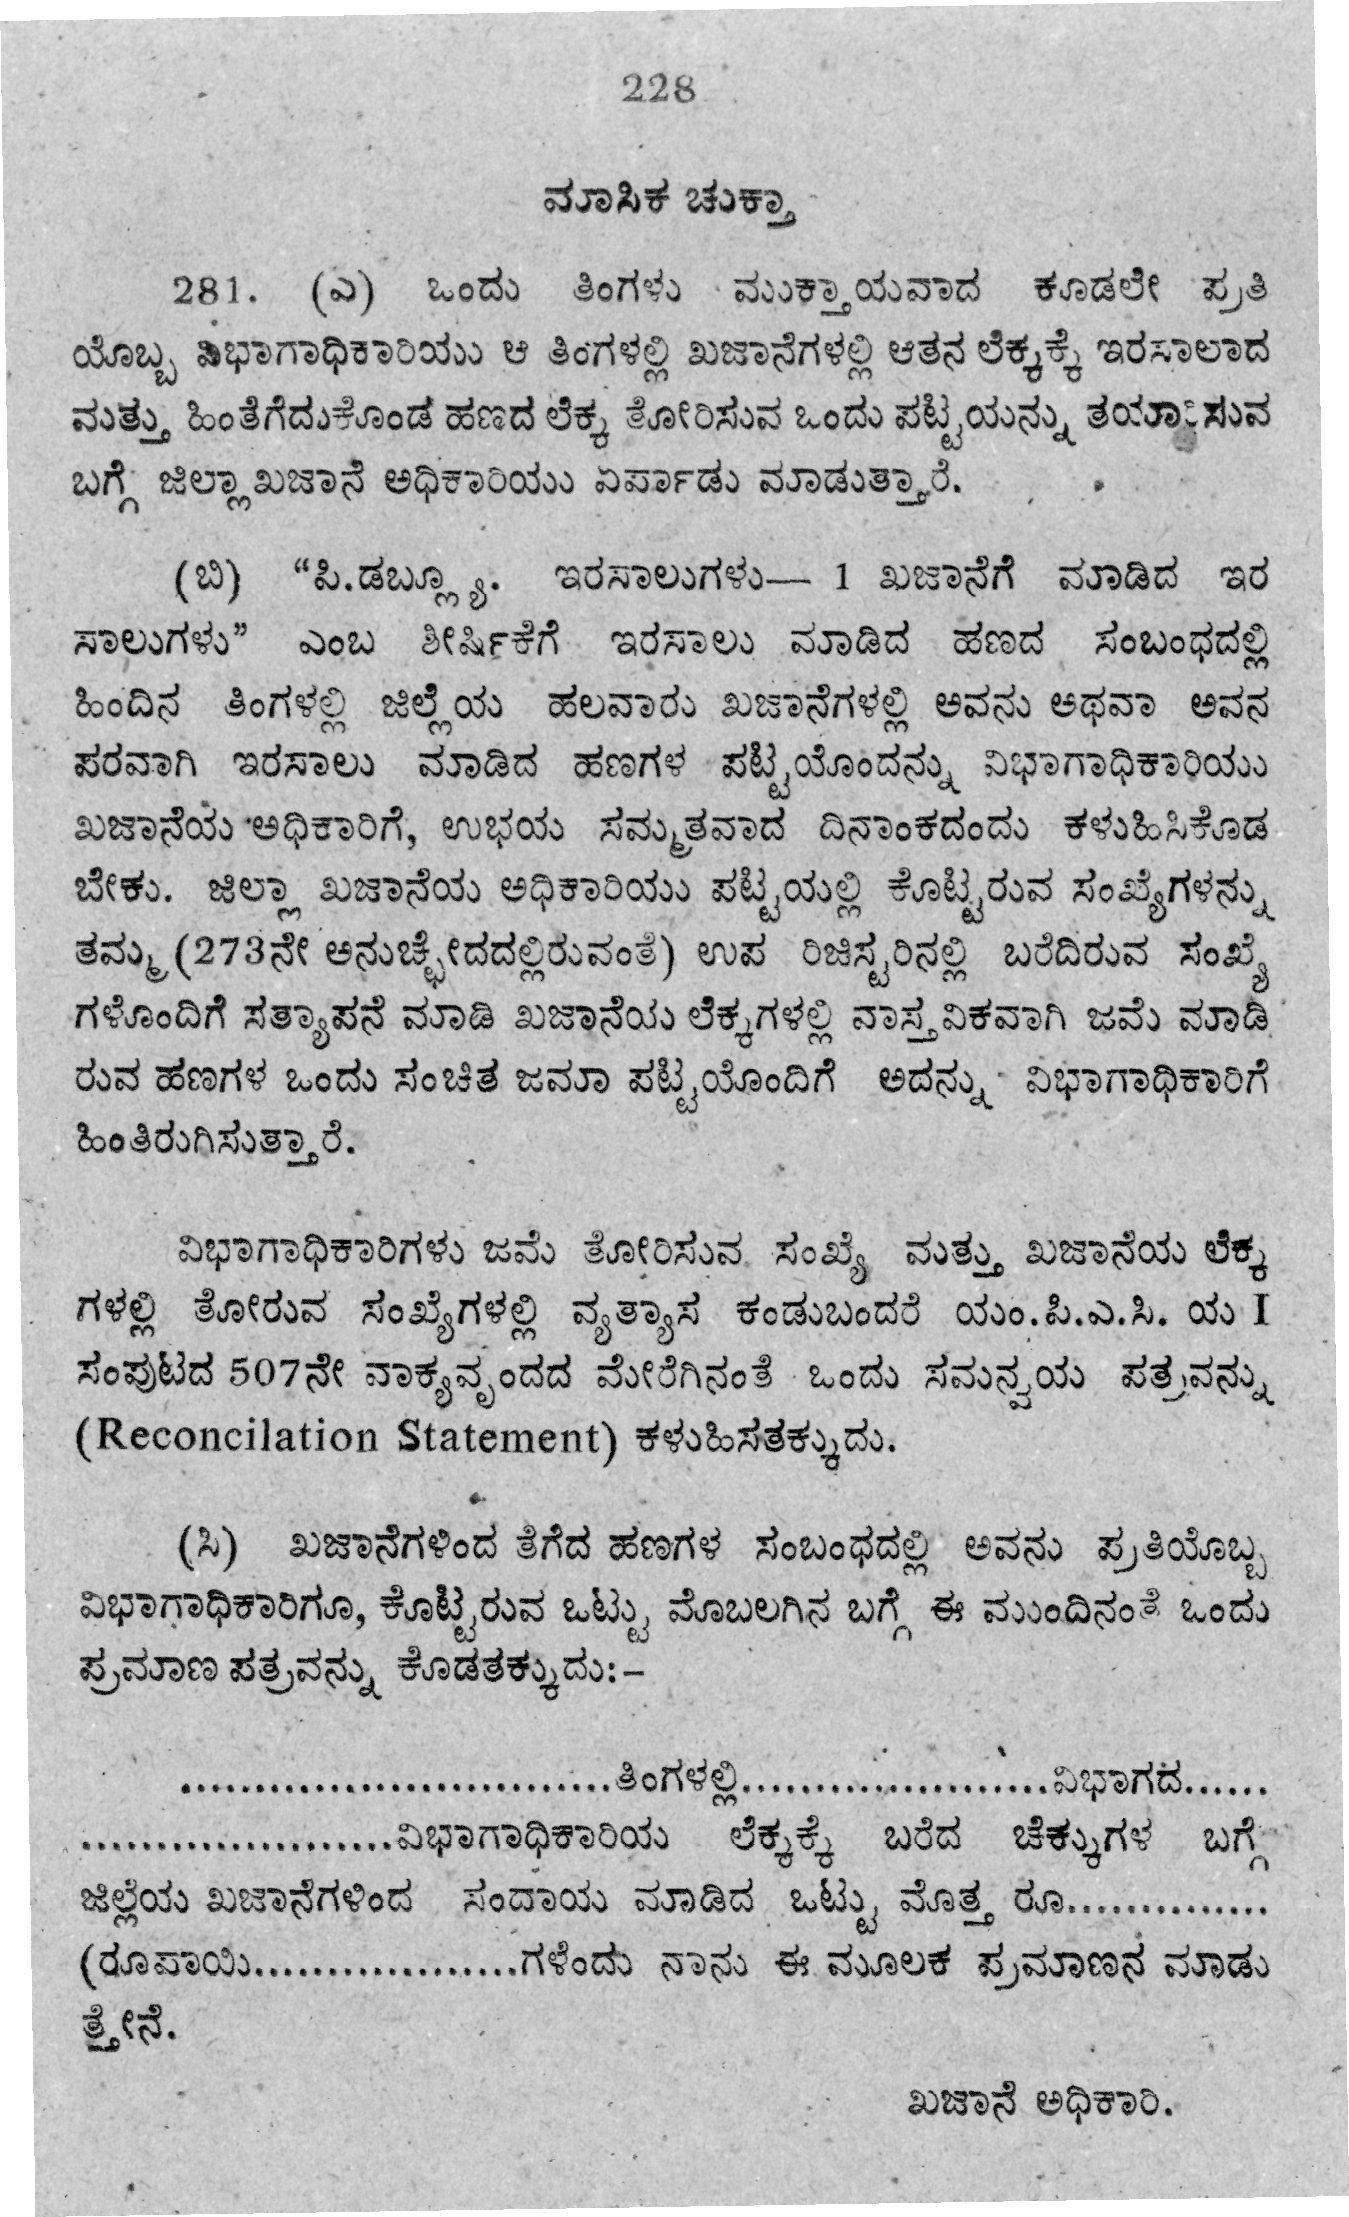 228
ಮಾಸಿಕ ಚುಕ್ತಾ
281. (ಎ) ಒಂದು ತಿಂಗಳು ಮುಕ್ತಾಯವಾದ ಕೂಡಲೇ ಪ್ರತಿ
ಯೊಬ್ಬ ವಿಭಾಗಾಧಿಕಾರಿಯು ಆ ತಿಂಗಳಲ್ಲಿ ಖಜಾನೆಗಳಲ್ಲಿ ಆತನ ಲೆಕ್ಕಕ್ಕೆ ಇರಸಾಲಾದ
ಮತ್ತು ಹಿಂತೆಗೆದುಕೊಂಡ ಹಣದ ಲೆಕ್ಕ ತೋರಿಸುವ ಒಂದು ಪಟ್ಟಿಯನ್ನು ತಯಾರಿಸುವ
ಬಗ್ಗೆ ಜಿಲ್ಲಾ ಖಜಾನೆ ಅಧಿಕಾರಿಯು ಏರ್ಪಾಡು ಮಾಡುತ್ತಾರೆ.
(ಬಿ) “ಪಿ.ಡಬ್ಲ್ಯೂ. ಇರಸಾಲುಗಳು— 1 ಖಜಾನೆಗೆ ಮಾಡಿದ ಇರ
ಸಾಲುಗಳು” ಎಂಬ ಶೀರ್ಷಿಕೆಗೆ ಇರಸಾಲು ಮಾಡಿದ ಹಣದ ಸಂಬಂಧದಲ್ಲಿ
ಹಿಂದಿನ ತಿಂಗಳಲ್ಲಿ ಜಿಲ್ಲೆಯ ಹಲವಾರು ಖಜಾನೆಗಳಲ್ಲಿ ಅವನು ಅಥವಾ ಅವನ
ಪರವಾಗಿ ಇರಸಾಲು ಮಾಡಿದ ಹಣಗಳ ಪಟ್ಟಿಯೊಂದನ್ನು ವಿಭಾಗಾಧಿಕಾರಿಯು
ಖಜಾನೆಯ ಅಧಿಕಾರಿಗೆ, ಉಭಯ ಸಮ್ಮತವಾದ ದಿನಾಂಕದಂದು ಕಳುಹಿಸಿಕೊಡ
ಬೇಕು. ಜಿಲ್ಲಾ ಖಜಾನೆಯ ಅಧಿಕಾರಿಯು ಪಟ್ಟಿಯಲ್ಲಿ ಕೊಟ್ಟಿರುವ ಸಂಖ್ಯೆಗಳನ್ನು
ತಮ್ಮ (273ನೇ ಅನುಚ್ಛೇದದಲ್ಲಿರುವಂತೆ) ಉಪ ರಿಜಿಸ್ಟರಿನಲ್ಲಿ ಬರೆದಿರುವ ಸಂಖ್ಯೆ
ಗಳೊಂದಿಗೆ ಸತ್ಯಾಪನೆ ಮಾಡಿ ಖಜಾನೆಯ ಲೆಕ್ಕಗಳಲ್ಲಿ ವಾಸ್ತವಿಕವಾಗಿ ಜಮೆ ಮಾಡಿ
ರುವ ಹಣಗಳ ಒಂದು ಸಂಚಿತ ಜಮಾ ಪಟ್ಟಿಯೊಂದಿಗೆ ಅದನ್ನು ವಿಭಾಗಾಧಿಕಾರಿಗೆ
ಹಿಂತಿರುಗಿಸುತ್ತಾರೆ.
ವಿಭಾಗಾಧಿಕಾರಿಗಳು ಜಮೆ ತೋರಿಸುವ ಸಂಖ್ಯೆ ಮತ್ತು ಖಜಾನೆಯ ಲೆಕ್ಕ
ಗಳಲ್ಲಿ ತೋರುವ ಸಂಖ್ಯೆಗಳಲ್ಲಿ ವ್ಯತ್ಯಾಸ ಕಂಡುಬಂದರೆ ಯಂ.ಪಿ.ಎ.ಸಿ. ಯ I
ಸಂಪುಟದ 507ನೇ ವಾಕ್ಯವೃಂದದ ಮೇರೆಗಿನಂತೆ ಒಂದು ಸಮನ್ವಯ ಪತ್ರವನ್ನು
(Reconcilation Statement) ಕಳುಹಿಸತಕ್ಕುದು.
(ಸಿ) ಖಜಾನೆಗಳಿಂದ ತೆಗೆದ ಹಣಗಳ ಸಂಬಂಧದಲ್ಲಿ ಅವನು ಪ್ರತಿಯೊಬ್ಬ
ವಿಭಾಗಾಧಿಕಾರಿಗೂ, ಕೊಟ್ಟಿರುವ ಒಟ್ಟು ಮೊಬಲಗಿನ ಬಗ್ಗೆ ಈ ಮುಂದಿನಂತೆ ಒಂದು
ಪ್ರಮಾಣ ಪತ್ರವನ್ನು ಕೊಡತಕ್ಕುದು:-
.............................ತಿಂಗಳಲ್ಲಿ.....................ವಿಭಾಗದ......
.....................ವಿಭಾಗಾಧಿಕಾರಿಯ ಲೆಕ್ಕಕ್ಕೆ ಬರೆದ ಚೆಕ್ಕುಗಳ ಬಗ್ಗೆ
ಜಿಲ್ಲೆಯ ಖಜಾನೆಗಳಿಂದ ಸಂದಾಯ ಮಾಡಿದ ಒಟ್ಟು ಮೊತ್ತ ರೂ..............
(ರೂಪಾಯಿ..................ಗಳೆಂದು ನಾನು ಈ ಮೂಲಕ ಪ್ರಮಾಣನ ಮಾಡು
ತ್ತೇನೆ.
ಖಜಾನೆ ಅಧಿಕಾರಿ.